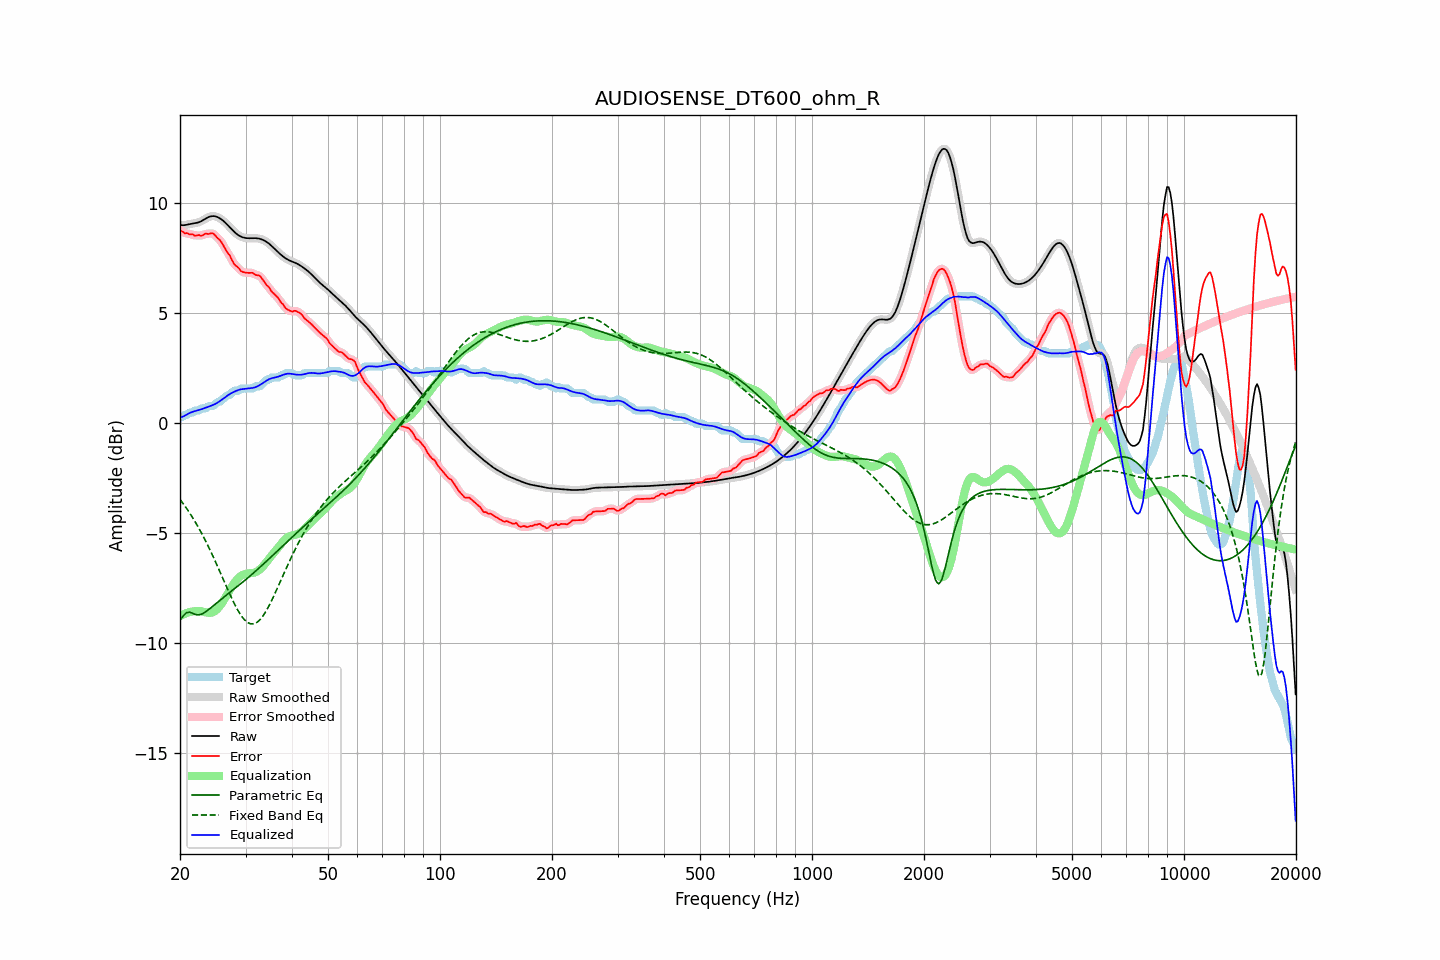 AUDIOSENSE_DT600_ohm_R
Amplitude (dBr)
10
5
0
−5
−10
−15
Target
Raw Smoothed
Error Smoothed
Raw
Error
Equalization
Parametric Eq
Fixed Band Eq
Equalized
20 50 100 200 500 1000 2000 5000 10000 20000
Frequency (Hz)